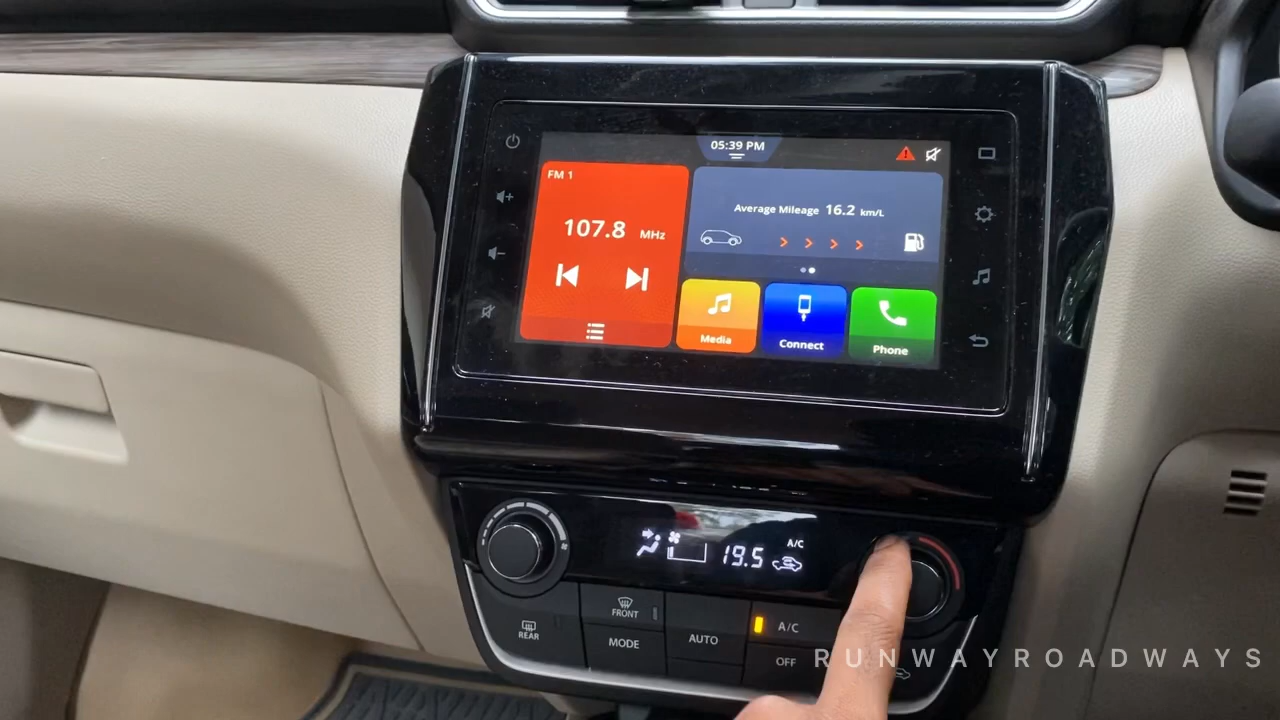 05:39 PM
FM 1
107.8 MHz
Average Mileage 16.2 km/L
Media
Connect
Phone
19.5
A/C
FRONT
REAR
MODE
AUTO
A/C
OFF
RUNWAYROADWAYS